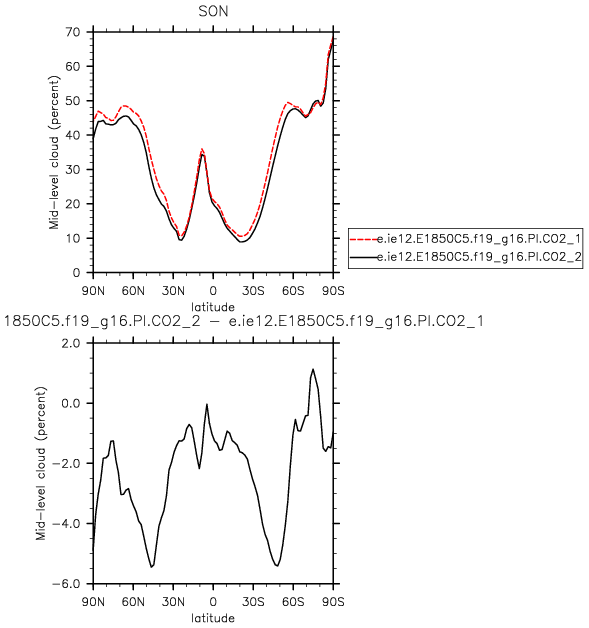 SON
70
60
50
40
30
20
10
0
Mid-level cloud (percent)
90N 60N 30N 0 30S 60S 90S
latitude
e.ie12.E1850C5.f19_g16.PI.CO2_1
e.ie12.E1850C5.f19_g16.PI.CO2_2
1850C5.f19_g16.PI.CO2_2 - e.ie12.E1850C5.f19_g16.PI.CO2_1
2.0
0.0
-2.0
-4.0
-6.0
Mid-level cloud (percent)
90N 60N 30N 0 30S 60S 90S
latitude